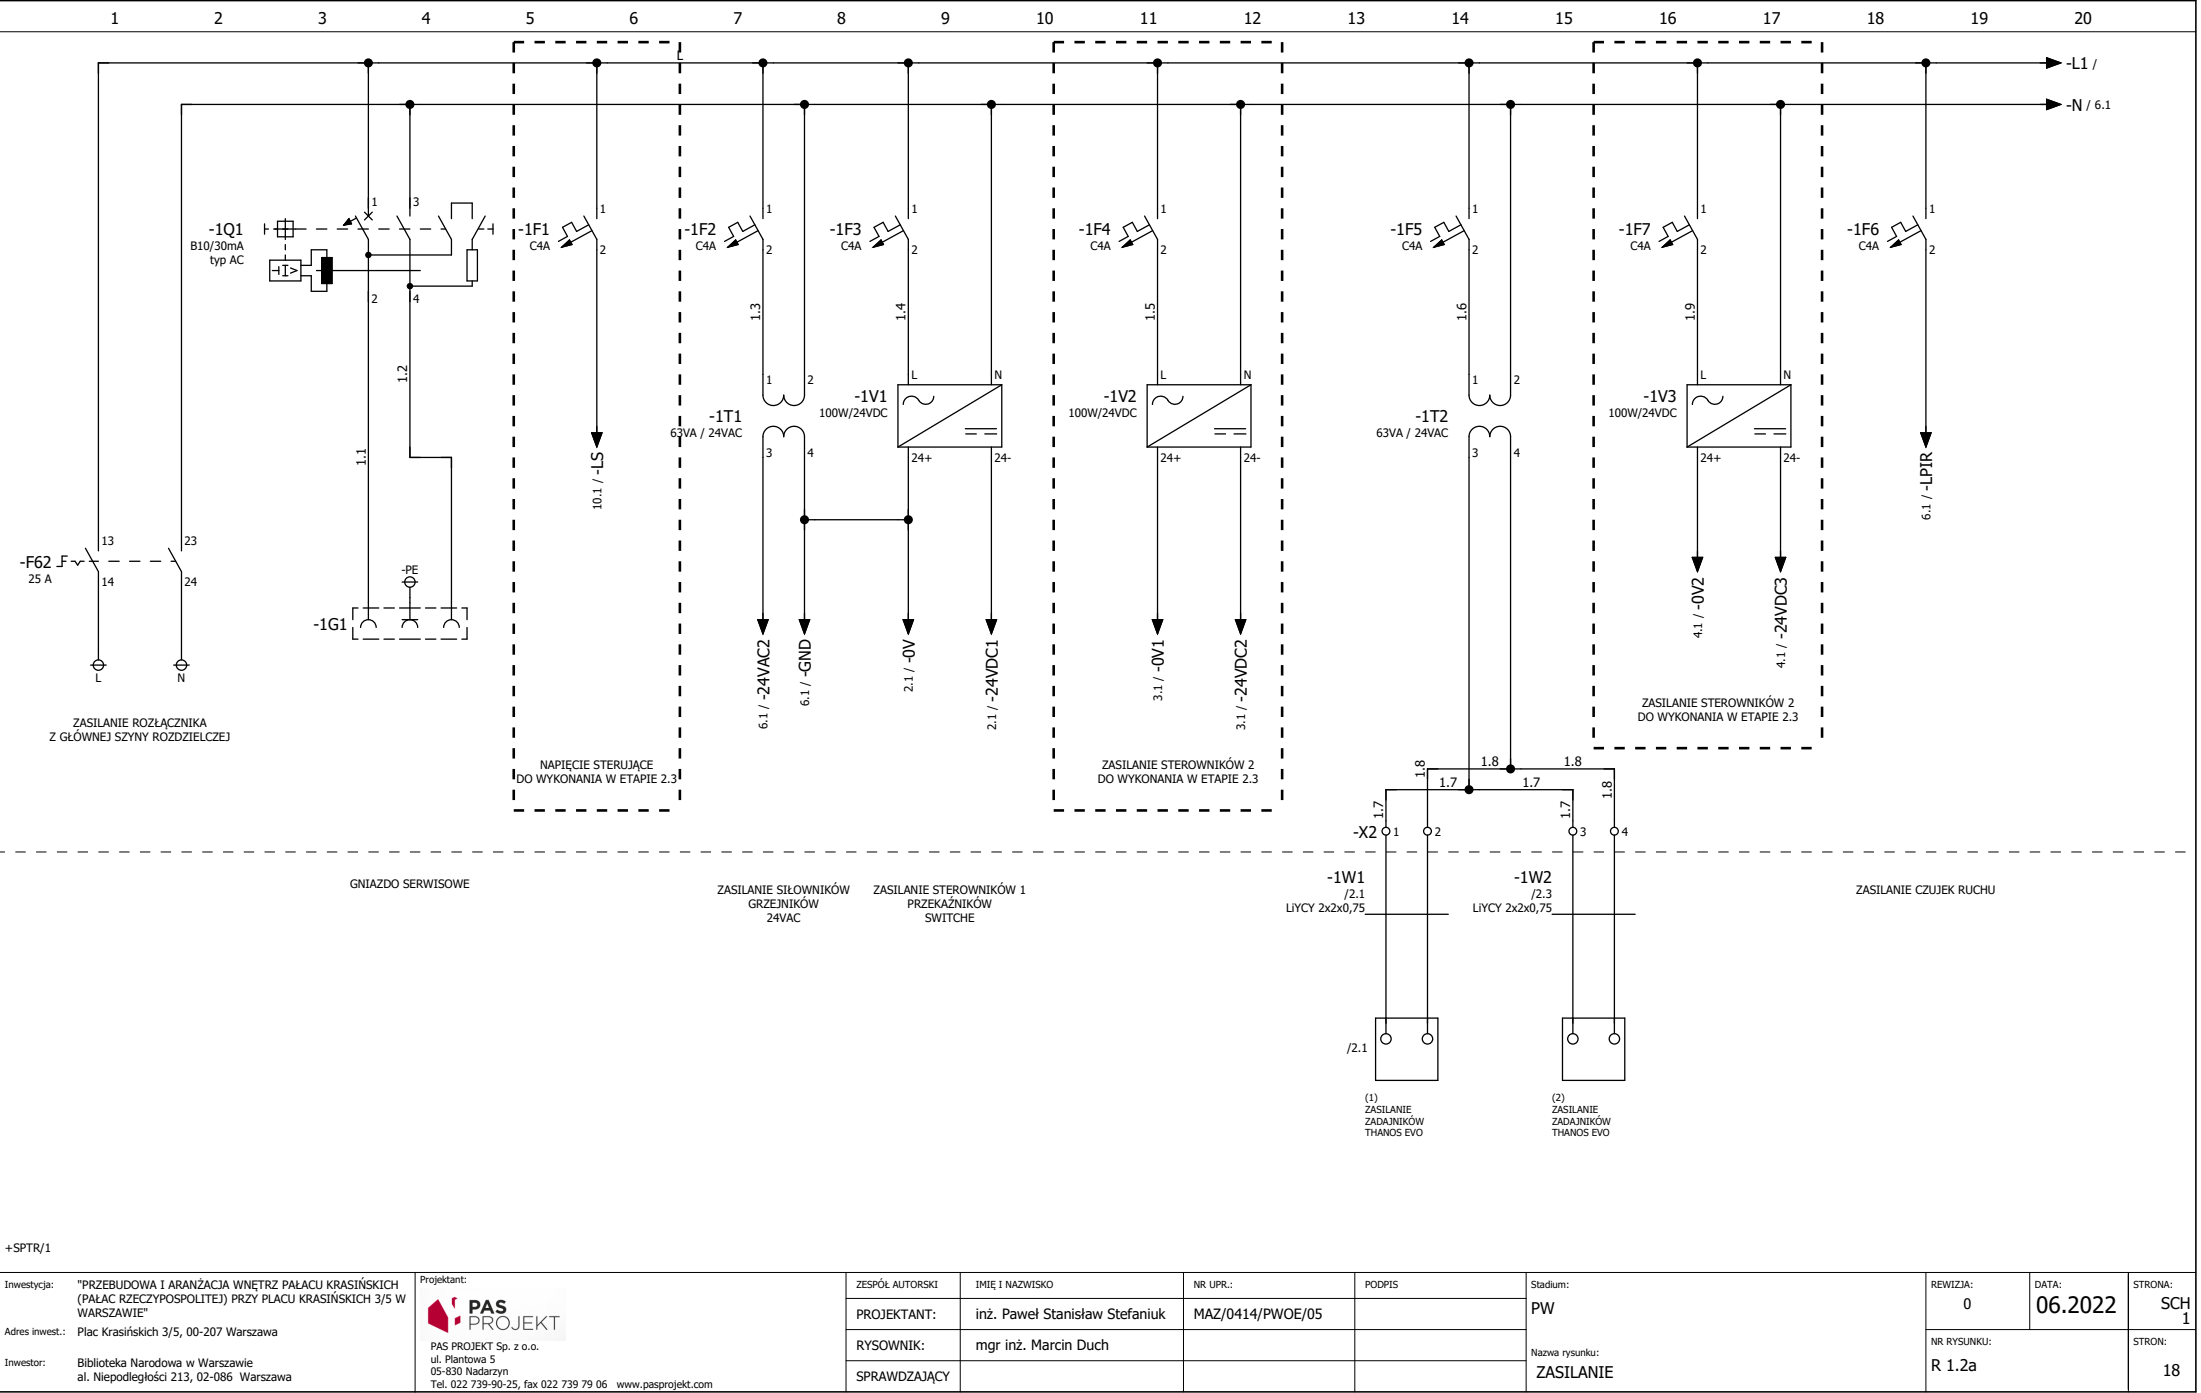 1 2 3 4 5 6 7 8 9 10 11 12 13 14 15 16 17 18 19 20
L
-L1 /
-N / 6.1
-1Q1
B10/30mA
typ AC
1
3
2
4
1.1
1.2
-PE
-1G1
-F62
25 A
13
14
23
24
L
N
ZASILANIE ROZŁĄCZNIKA
Z GŁÓWNEJ SZYNY ROZDZIELCZEJ
-1F1
C4A
1
2
10.1 / -LS
NAPIĘCIE STERUJĄCE
DO WYKONANIA W ETAPIE 2.3
-1F2
C4A
1
2
1.3
-1T1
63VA / 24VAC
1
2
3
4
6.1 / -24VAC2
6.1 / -GND
-1F3
C4A
1
2
1.4
-1V1
100W/24VDC
L
N
24+
24-
2.1 / -0V
2.1 / -24VDC1
-1F4
C4A
1
2
1.5
-1V2
100W/24VDC
L
N
24+
24-
3.1 / -0V1
3.1 / -24VDC2
ZASILANIE STEROWNIKÓW 2
DO WYKONANIA W ETAPIE 2.3
-1F5
C4A
1
2
1.6
-1T2
63VA / 24VAC
1
2
3
4
1.8
1.8
1.8
1.8
1.7
1.7
1.7
1.7
-X2
1
2
3
4
-1F7
C4A
1
2
1.9
-1V3
100W/24VDC
L
N
24+
24-
4.1 / -0V2
4.1 / -24VDC3
ZASILANIE STEROWNIKÓW 2
DO WYKONANIA W ETAPIE 2.3
-1F6
C4A
1
2
6.1 / -LPIR
GNIAZDO SERWISOWE
ZASILANIE SIŁOWNIKÓW
GRZEJNIKÓW
24VAC
ZASILANIE STEROWNIKÓW 1
PRZEKAŹNIKÓW
SWITCHE
-1W1
/2.1
LiYCY 2x2x0,75
-1W2
/2.3
LiYCY 2x2x0,75
ZASILANIE CZUJEK RUCHU
/2.1
(1)
ZASILANIE
ZADAJNIKÓW
THANOS EVO
(2)
ZASILANIE
ZADAJNIKÓW
THANOS EVO
+SPTR/1
Inwestycja: "PRZEBUDOWA I ARANŻACJA WNĘTRZ PAŁACU KRASIŃSKICH
(PAŁAC RZECZYPOSPOLITEJ) PRZY PLACU KRASIŃSKICH 3/5 W
WARSZAWIE"
Adres inwest.: Plac Krasińskich 3/5, 00-207 Warszawa
Inwestor: Biblioteka Narodowa w Warszawie
al. Niepodległości 213, 02-086 Warszawa
Projektant:
PAS
PROJEKT
PAS PROJEKT Sp. z o.o.
ul. Plantowa 5
05-830 Nadarzyn
Tel. 022 739-90-25, fax 022 739 79 06 www.pasprojekt.com
ZESPÓŁ AUTORSKI IMIĘ I NAZWISKO NR UPR.: PODPIS
PROJEKTANT: inż. Paweł Stanisław Stefaniuk MAZ/0414/PWOE/05
RYSOWNIK: mgr inż. Marcin Duch
SPRAWDZAJĄCY
Stadium:
PW
Nazwa rysunku:
ZASILANIE
REWIZJA:
0
DATA:
06.2022
STRONA:
SCH
1
NR RYSUNKU:
R 1.2a
STRON:
18